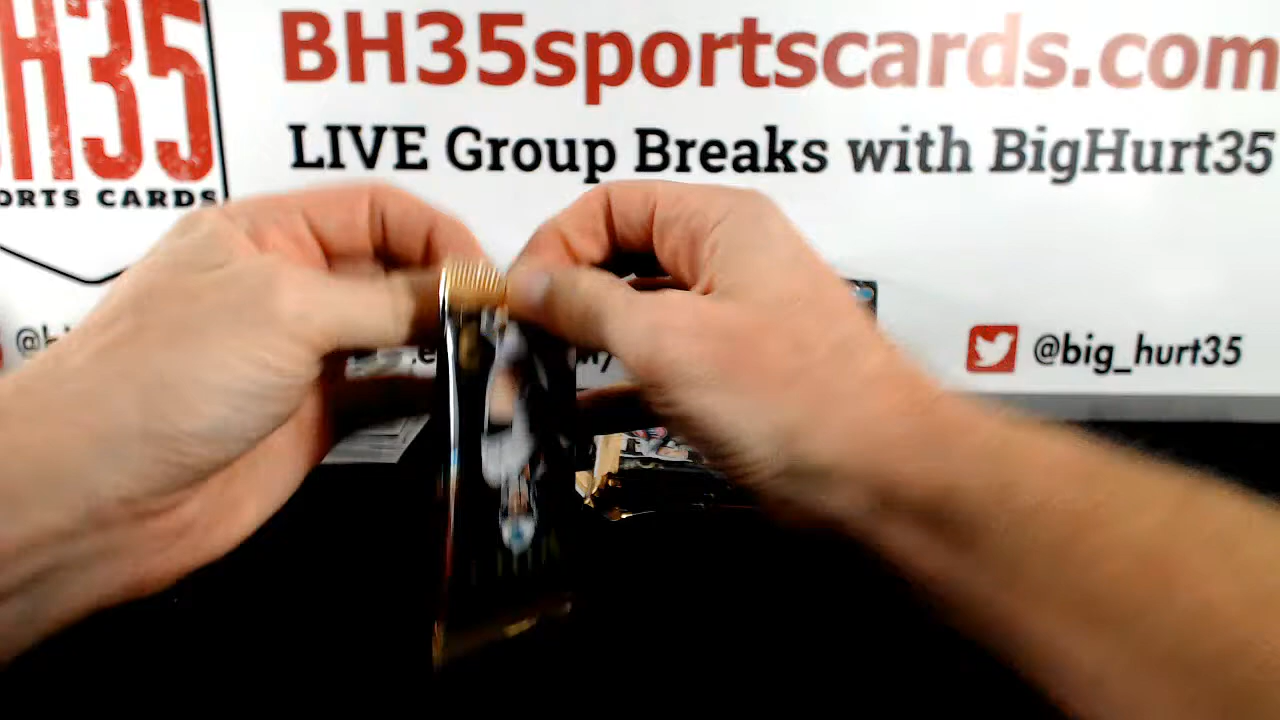 BH35sportscards.com
LIVE Group Breaks with BigHurt35
H35
ORTS CARDS
@big_hurt35